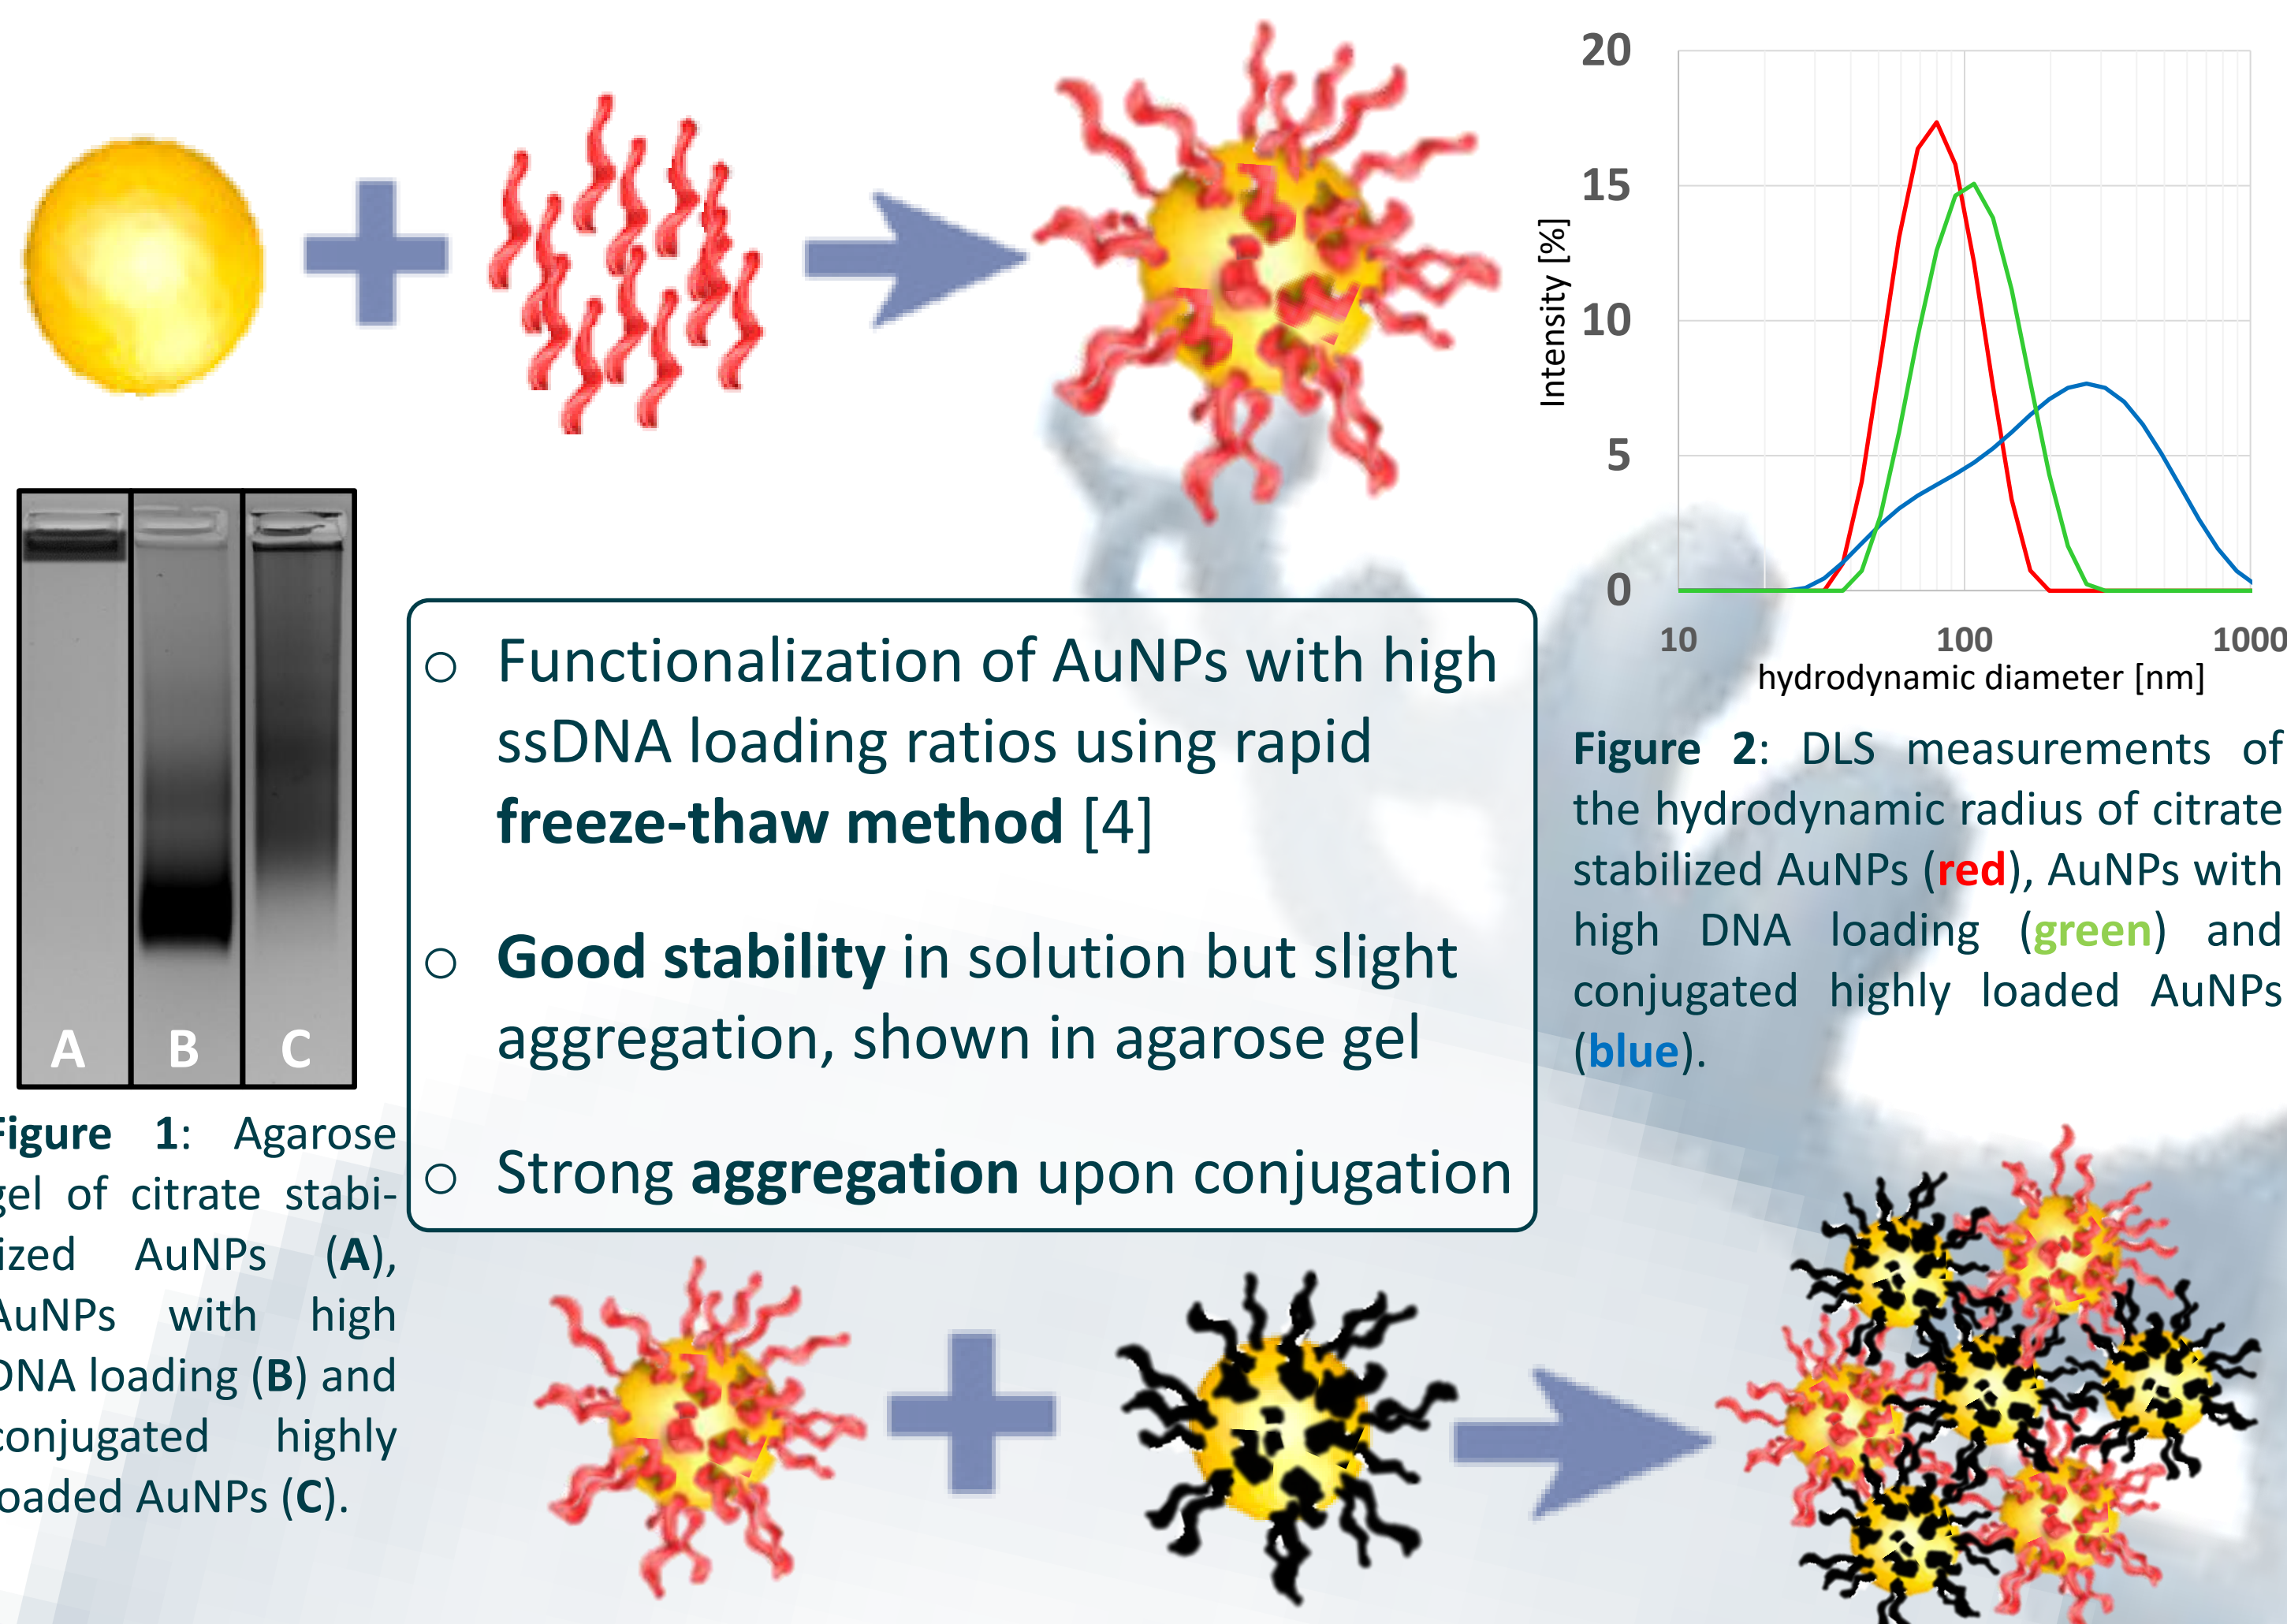 20
15
10
5
0
Intensity [%]
10 100 1000
hydrodynamic diameter [nm]
Figure 2: DLS measurements of
the hydrodynamic radius of citrate
stabilized AuNPs (red), AuNPs with
high DNA loading (green) and
conjugated highly loaded AuNPs
(blue).
A B C
Figure 1: Agarose
gel of citrate stabi-
lized AuNPs (A),
AuNPs with high
DNA loading (B) and
conjugated highly
loaded AuNPs (C).
○ Functionalization of AuNPs with high
ssDNA loading ratios using rapid
freeze-thaw method [4]
○ Good stability in solution but slight
aggregation, shown in agarose gel
○ Strong aggregation upon conjugation